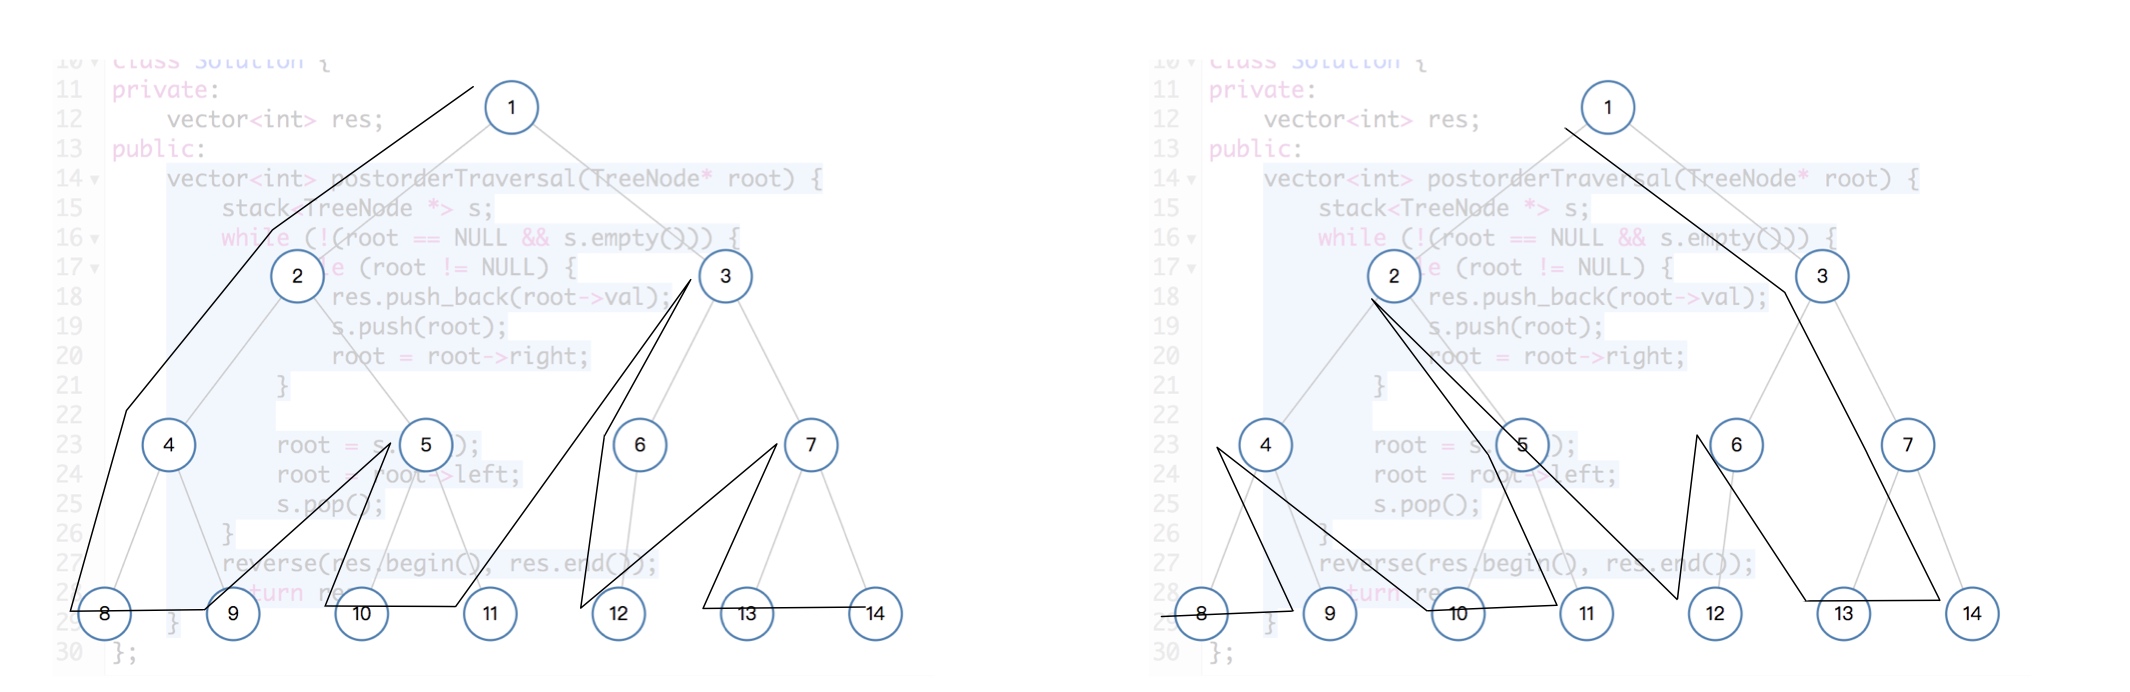 10 class Solution {
11 private:
12 vector<int> res;
13 public:
14 vector<int> postorderTraversal(TreeNode* root) {
15 stack<TreeNode *> s;
16 while (!(root == NULL && s.empty())) {
17 le (root != NULL) {
18 res.push_back(root->val);
19 s.push(root);
20 root = root->right;
21 }
22
23 root = s. );
24 root = root->left;
25 s.pop();
26 }
27 reverse(res.begin(), res.end());
28 turn re
29 }
30 };
1
2
3
4
5
6
7
8
9
10
11
12
13
14
10 class Solution {
11 private:
12 vector<int> res;
13 public:
14 vector<int> postorderTraversal(TreeNode* root) {
15 stack<TreeNode *> s;
16 while (!(root == NULL && s.empty())) {
17 le (root != NULL) {
18 res.push_back(root->val);
19 s.push(root);
20 root = root->right;
21 }
22
23 root = s. );
24 root = root->left;
25 s.pop();
26 }
27 reverse(res.begin(), res.end());
28 turn re
29 }
30 };
1
2
3
4
5
6
7
8
9
10
11
12
13
14